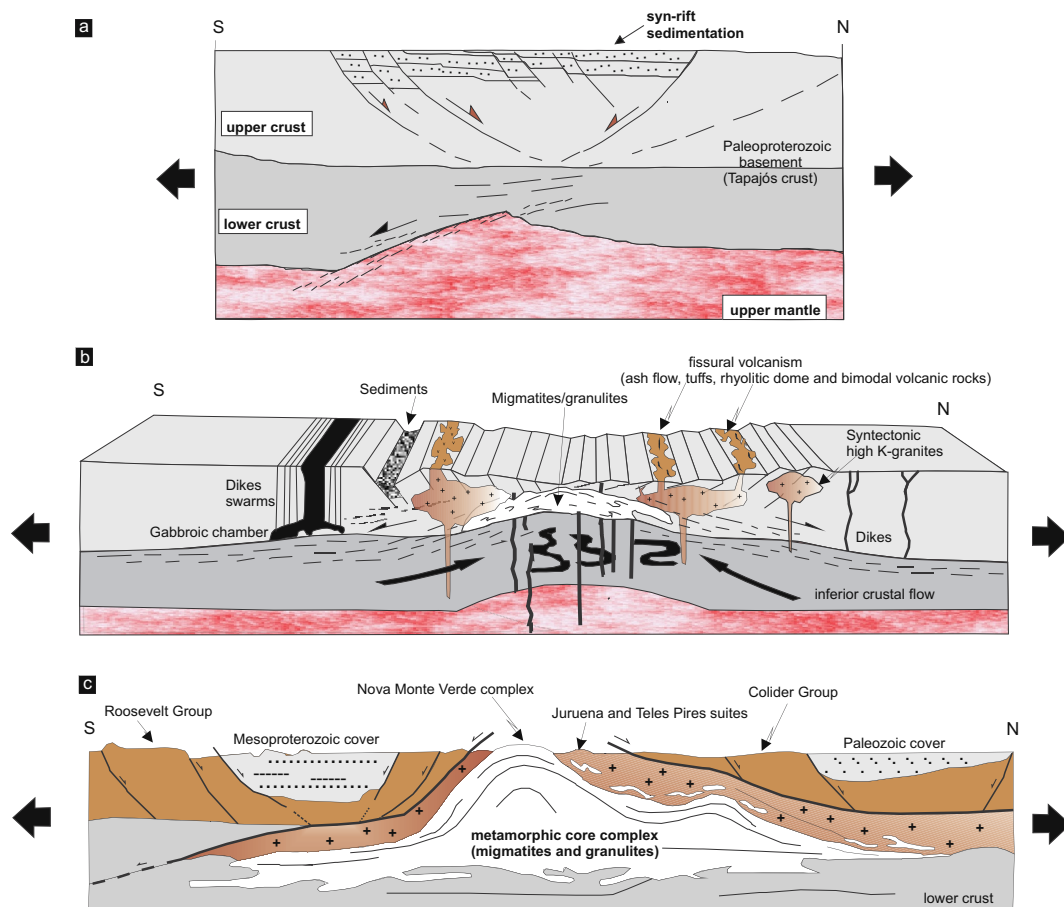 a
S
N
syn-rift
sedimentation
upper crust
Paleoproterozoic
basement
(Tapajós crust)
lower crust
upper mantle
b
fissural volcanism
(ash flow, tuffs, rhyolitic dome and bimodal volcanic rocks)
S
Sediments
Migmatites/granulites
N
Syntectonic
high K-granites
Dikes
swarms
Gabbroic chamber
Dikes
inferior crustal flow
c
Nova Monte Verde complex
Colider Group
Roosevelt Group
Juruena and Teles Pires suites
S
N
Mesoproterozoic cover
Paleozoic cover
metamorphic core complex
(migmatites and granulites)
lower crust